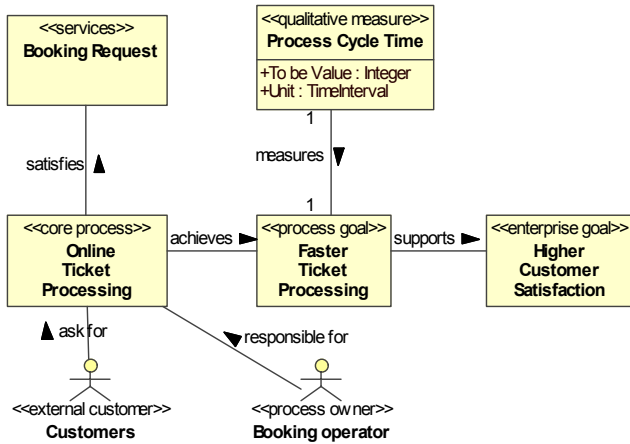 <<services>>
Booking Request
<<qualitative measure>>
Process Cycle Time
+To be Value : Integer
+Unit : TimeInterval
1
satisfies
measures
1
<<core process>>
Online
Ticket
Processing
achieves
<<process goal>>
Faster
Ticket
Processing
supports
<<enterprise goal>>
Higher
Customer
Satisfaction
ask for
responsible for
<<external customer>>
Customers
<<process owner>>
Booking operator